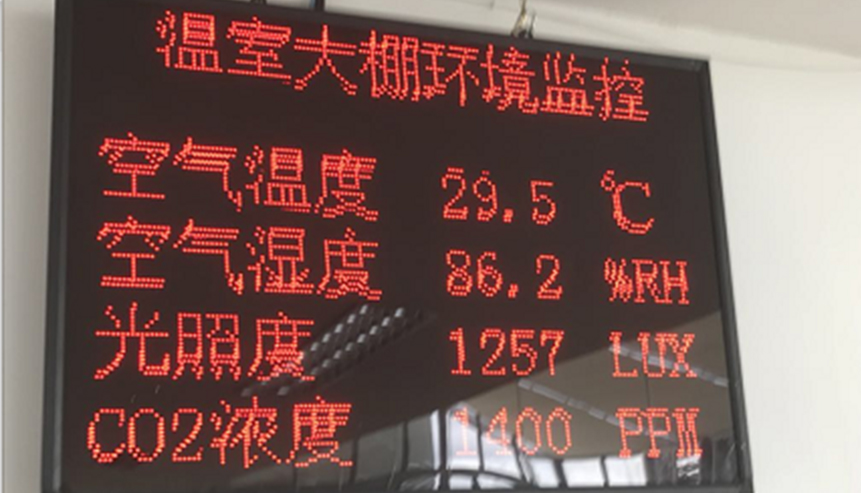 温室大棚环境监控
空气温度 29.5 ℃
空气湿度 86.2 %RH
光照度 1257 LUX
CO2浓度 1400 PPM